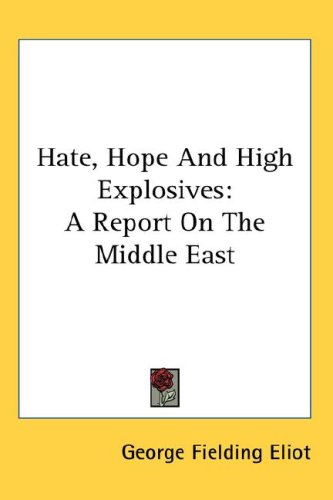 Hate, Hope And High
Explosives:
A Report On The
Middle East
George Fielding Eliot